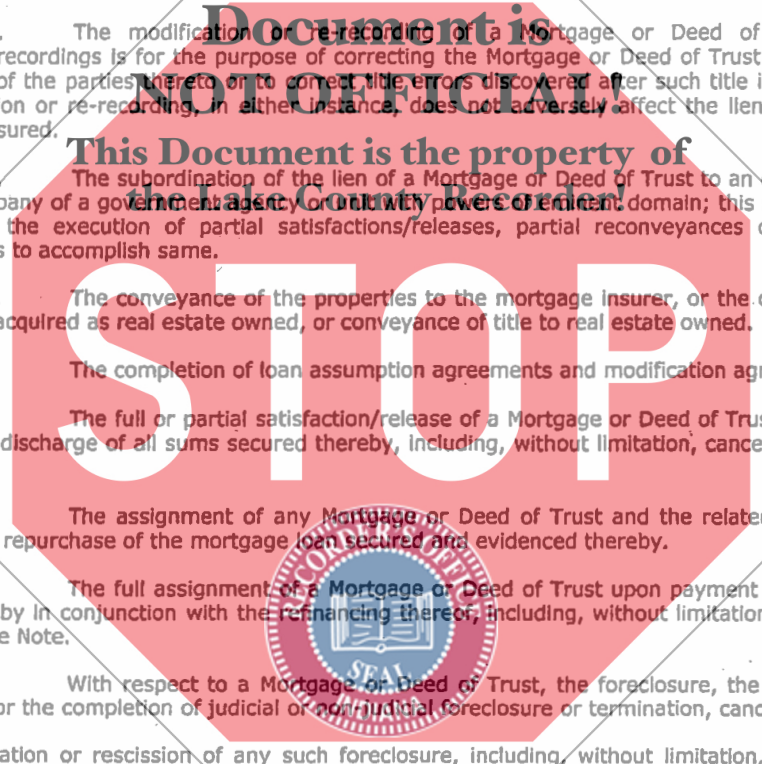 Document is
NOT OFFICIAL!
This Document is the property of
the Lake County Recorder!
STOP
The modification or re-recording of a Mortgage or Deed of
recordings is for the purpose of correcting the Mortgage or Deed of Trust
of the parties hereto or to correct title errors discovered after such title i
on or re-recording, in either instance, does not adversely affect the lien
sured.
The subordination of the lien of a Mortgage or Deed of Trust to an
pany of a government agency or unit with powers of eminent domain; this
the execution of partial satisfactions/releases, partial reconveyances
s to accomplish same.
The conveyance of the properties to the mortgage insurer, or the
acquired as real estate owned, or conveyance of title to real estate owned.
The completion of loan assumption agreements and modification agr
The full or partial satisfaction/release of a Mortgage or Deed of Trus
discharge of all sums secured thereby, including, without limitation, cance
The assignment of any Mortgage or Deed of Trust and the relate
repurchase of the mortgage loan secured and evidenced thereby.
The full assignment of a Mortgage or Deed of Trust upon payment
by in conjunction with the refinancing thereof, including, without limitation
e Note.
With respect to a Mortgage or Deed of Trust, the foreclosure, the
or the completion of judicial or non-judicial foreclosure or termination, canc
ation or rescission of any such foreclosure, including, without limitation,
RECORDER'S OFFICE
SEAL
INDIANA